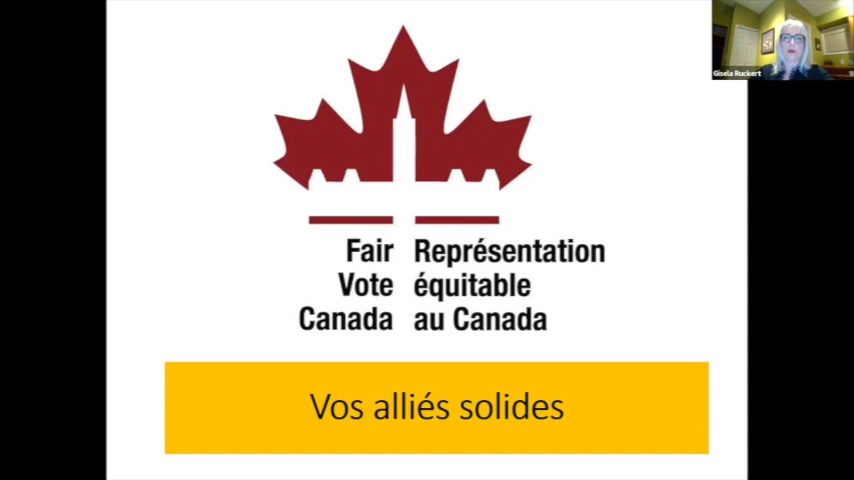 Gisela Ruckert
Fair
Vote
Canada
Représentation
équitable
au Canada
Vos alliés solides